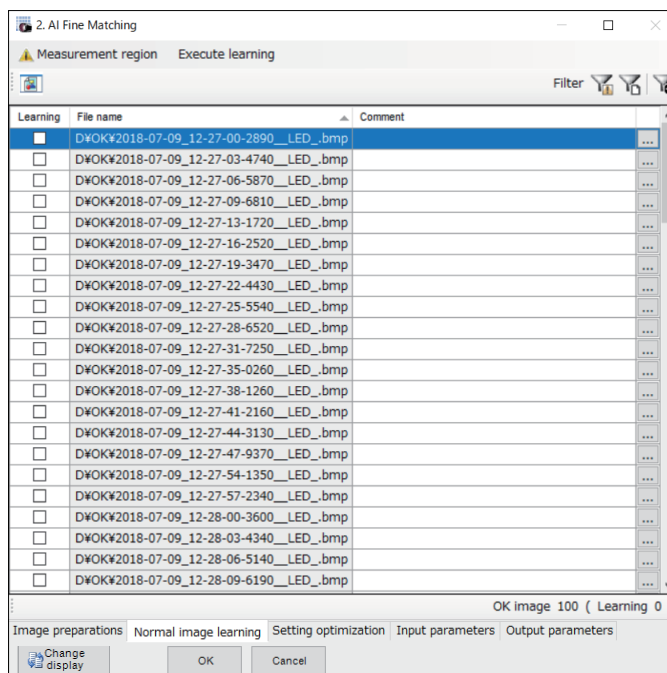 2. AI Fine Matching
Measurement region Execute learning
Filter
Learning File name Comment
D¥OK¥2018-07-09_12-27-00-2890__LED_.bmp ...
D¥OK¥2018-07-09_12-27-03-4740__LED_.bmp ...
D¥OK¥2018-07-09_12-27-06-5870__LED_.bmp ...
D¥OK¥2018-07-09_12-27-09-6810__LED_.bmp ...
D¥OK¥2018-07-09_12-27-13-1720__LED_.bmp ...
D¥OK¥2018-07-09_12-27-16-2520__LED_.bmp ...
D¥OK¥2018-07-09_12-27-19-3470__LED_.bmp ...
D¥OK¥2018-07-09_12-27-22-4430__LED_.bmp ...
D¥OK¥2018-07-09_12-27-25-5540__LED_.bmp ...
D¥OK¥2018-07-09_12-27-28-6520__LED_.bmp ...
D¥OK¥2018-07-09_12-27-31-7250__LED_.bmp ...
D¥OK¥2018-07-09_12-27-35-0260__LED_.bmp ...
D¥OK¥2018-07-09_12-27-38-1260__LED_.bmp ...
D¥OK¥2018-07-09_12-27-41-2160__LED_.bmp ...
D¥OK¥2018-07-09_12-27-44-3130__LED_.bmp ...
D¥OK¥2018-07-09_12-27-47-9370__LED_.bmp ...
D¥OK¥2018-07-09_12-27-54-1350__LED_.bmp ...
D¥OK¥2018-07-09_12-27-57-2340__LED_.bmp ...
D¥OK¥2018-07-09_12-28-00-3600__LED_.bmp ...
D¥OK¥2018-07-09_12-28-03-4340__LED_.bmp ...
D¥OK¥2018-07-09_12-28-06-5140__LED_.bmp ...
D¥OK¥2018-07-09_12-28-09-6190__LED_.bmp ...
OK image 100 ( Learning 0
Image preparations Normal image learning Setting optimization Input parameters Output parameters
Change display OK Cancel